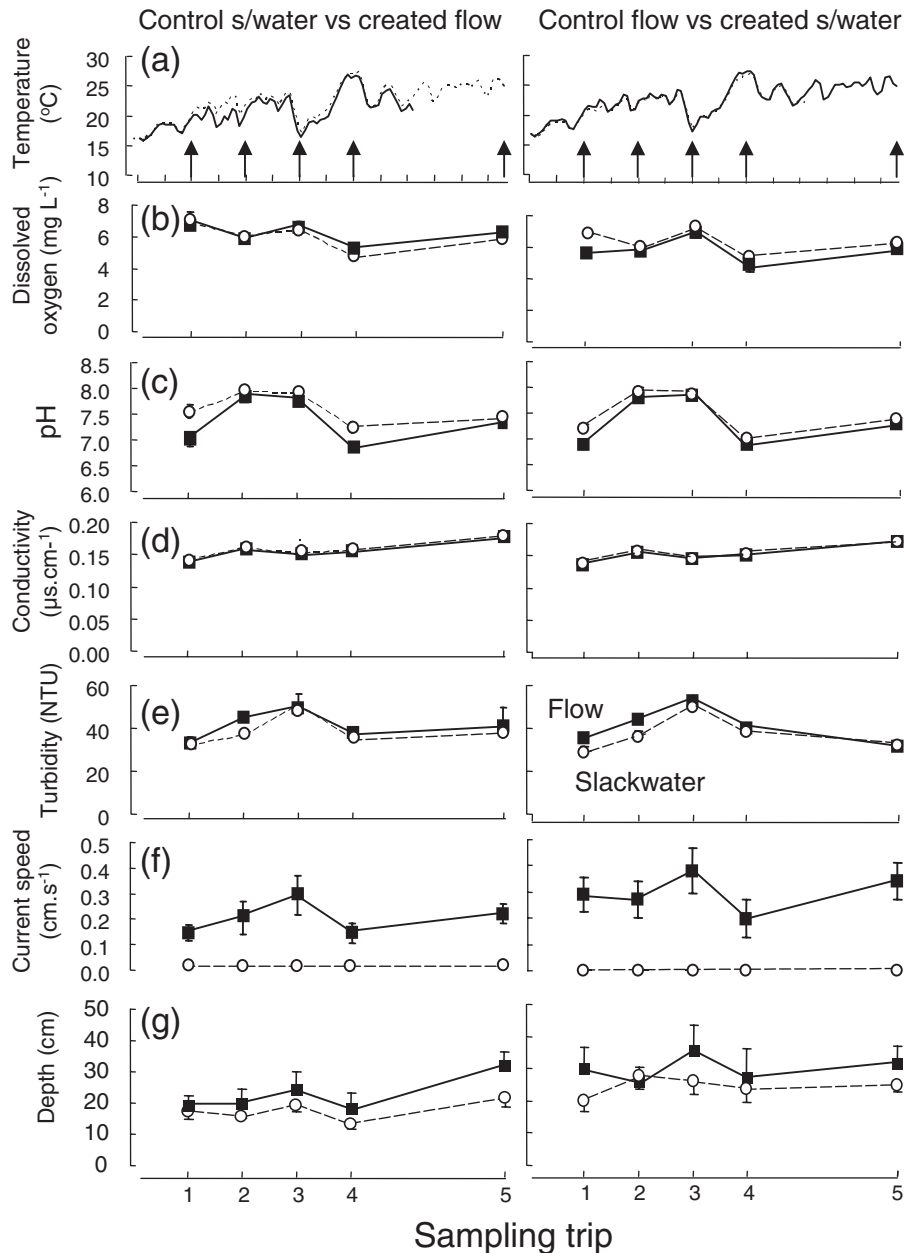 Control s/water vs created flow
Control flow vs created s/water
(a)
Temperature
(°C)
30
25
20
15
10
(b)
Dissolved
oxygen (mg L-1)
8
6
4
2
0
(c)
pH
8.5
8.0
7.5
7.0
6.5
6.0
(d)
Conductivity
(µs.cm-1)
0.20
0.15
0.10
0.05
0.00
(e)
Turbidity (NTU)
60
40
20
0
Flow
Slackwater
(f)
Current speed
(cm.s-1)
0.5
0.4
0.3
0.2
0.1
0.0
(g)
Depth (cm)
50
40
30
20
10
0
1 2 3 4 5
1 2 3 4 5
Sampling trip